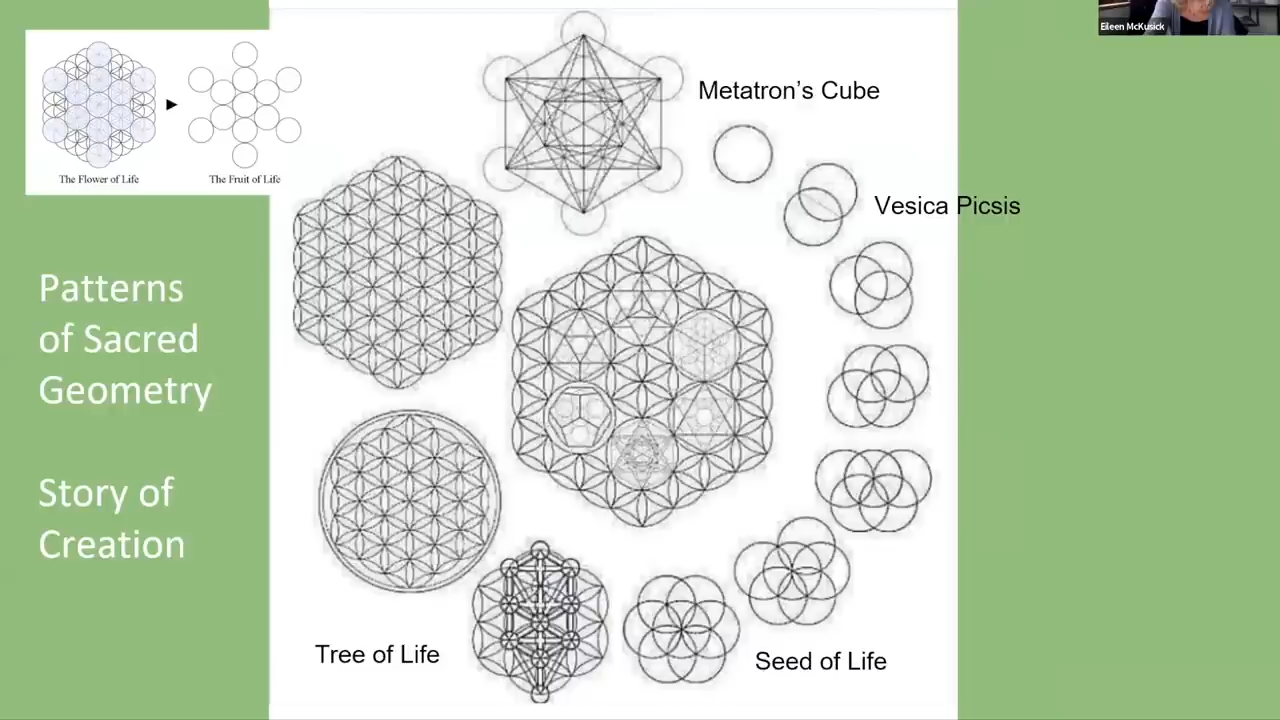 Eileen McKusick
The Flower of Life
The Fruit of Life
Metatron's Cube
Vesica Picsis
Patterns
of Sacred
Geometry
Story of
Creation
Tree of Life
Seed of Life